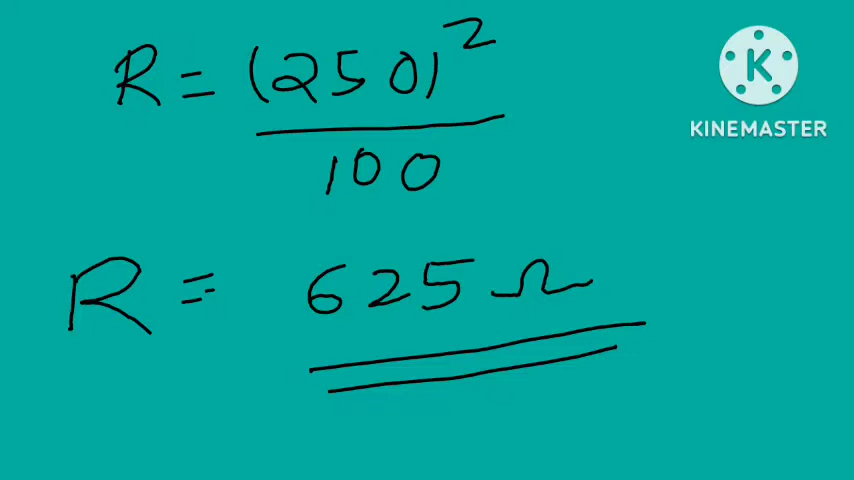 R = (250)²
100
R = 625 Ω
K
KINEMASTER